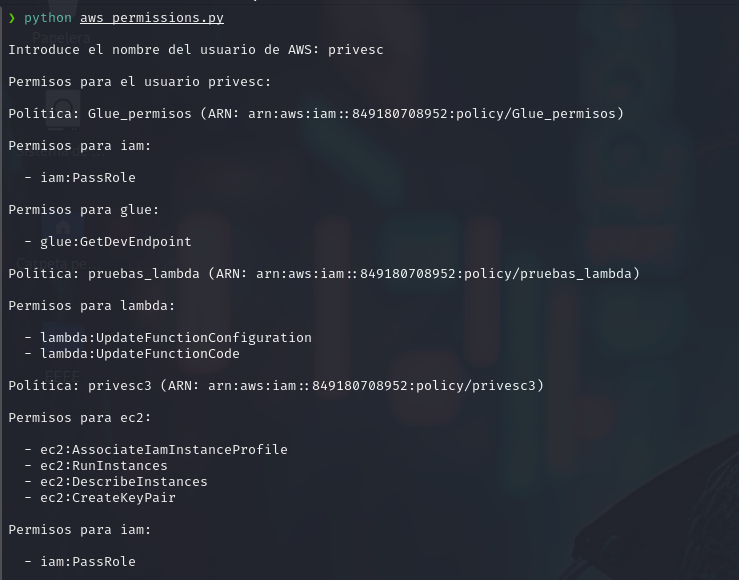 ❯ python aws_permissions.py
Introduce el nombre del usuario de AWS: privesc
Permisos para el usuario privesc:
Política: Glue_permisos (ARN: arn:aws:iam::849180708952:policy/Glue_permisos)
Permisos para iam:
- iam:PassRole
Permisos para glue:
- glue:GetDevEndpoint
Política: pruebas_lambda (ARN: arn:aws:iam::849180708952:policy/pruebas_lambda)
Permisos para lambda:
- lambda:UpdateFunctionConfiguration
- lambda:UpdateFunctionCode
Política: privesc3 (ARN: arn:aws:iam::849180708952:policy/privesc3)
Permisos para ec2:
- ec2:AssociateIamInstanceProfile
- ec2:RunInstances
- ec2:DescribeInstances
- ec2:CreateKeyPair
Permisos para iam:
- iam:PassRole